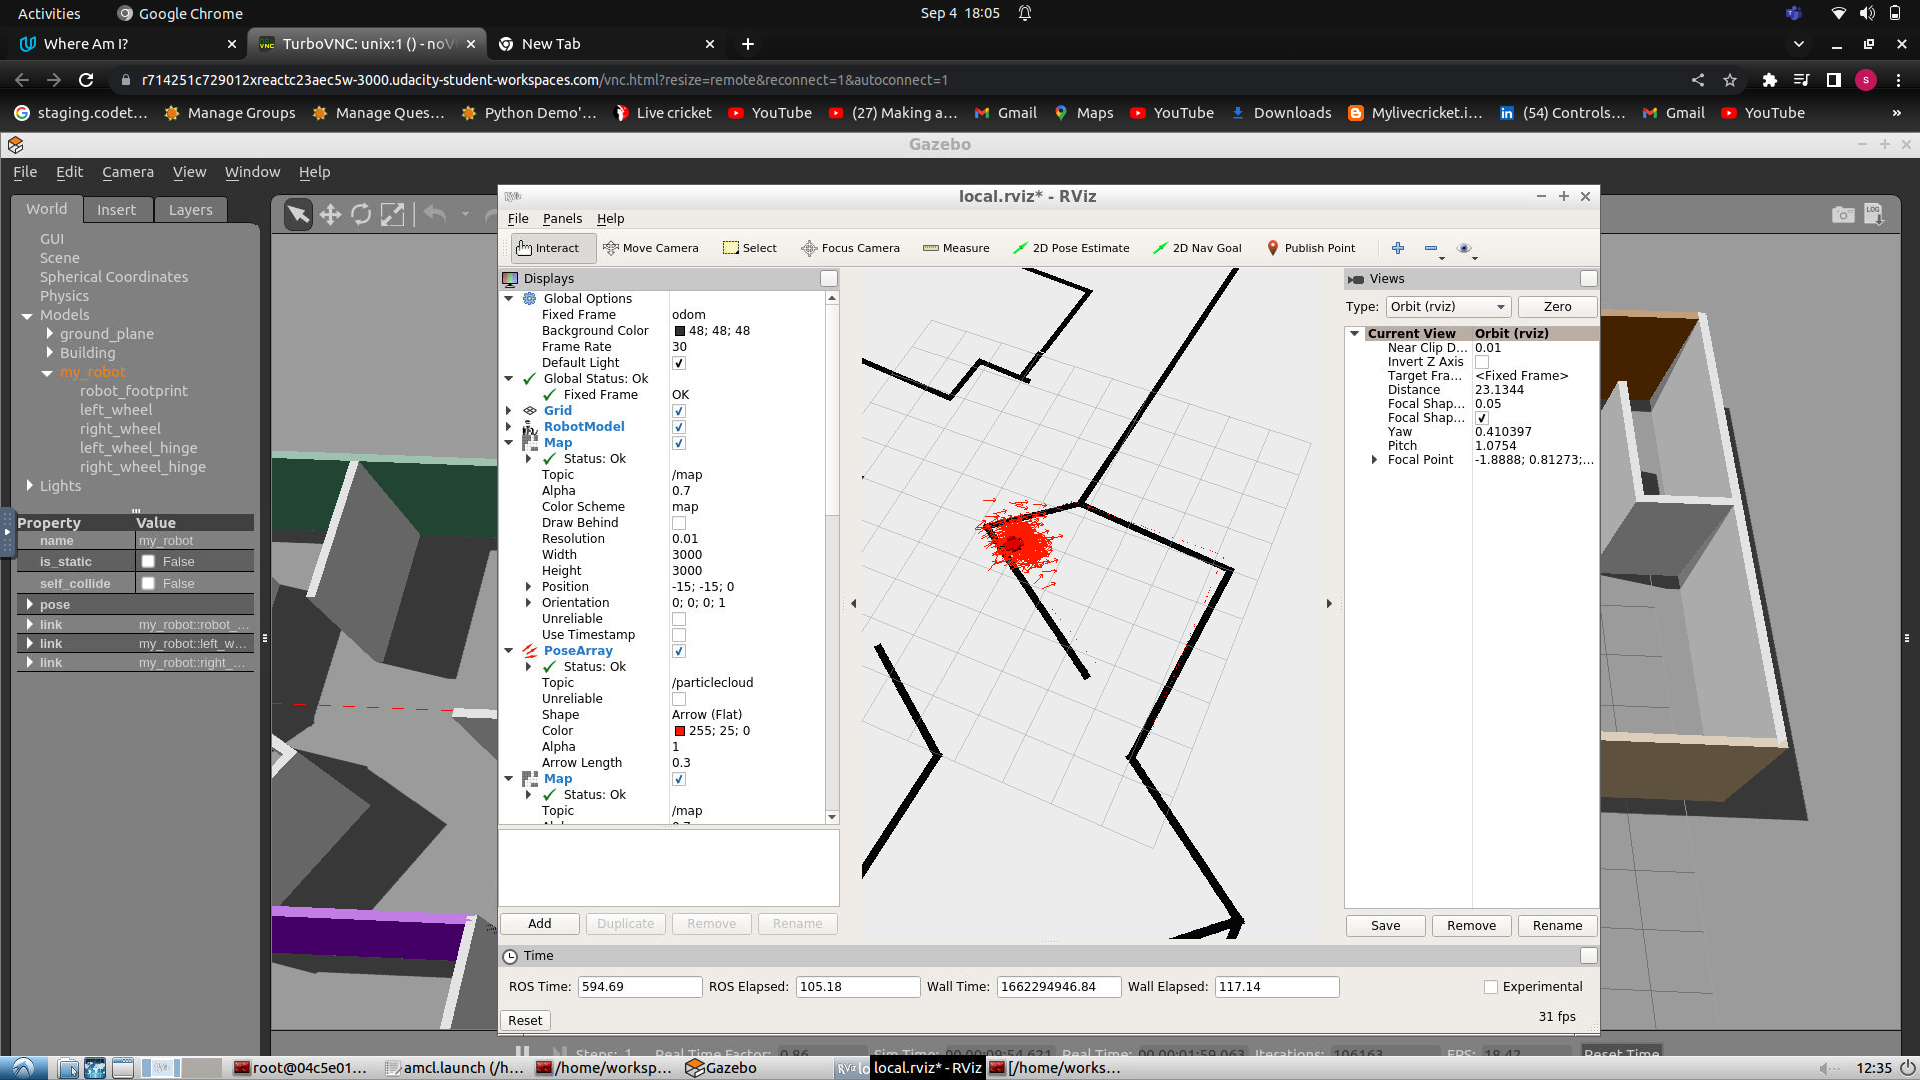 Activities
Google Chrome
Sep 4 18:05
Where Am I?
TurboVNC: unix:1 () - noV
New Tab
r714251c729012xreactc23aec5w-3000.udacity-student-workspaces.com/vnc.html?resize=remote&reconnect=1&autoconnect=1
S
staging.codet...
Manage Groups
Manage Ques...
Python Demo'...
Live cricket
YouTube
(27) Making a...
Gmail
Maps
YouTube
Downloads
Mylivecricket.i...
(54) Controls...
Gmail
YouTube
»
Gazebo
File Edit Camera View Window Help
World Insert Layers
GUI
Scene
Spherical Coordinates
Physics
Models
ground_plane
Building
my_robot
robot_footprint
left_wheel
right_wheel
left_wheel_hinge
right_wheel_hinge
Lights
Property Value
name my_robot
is_static False
self_collide False
pose
link my_robot::robot_...
link my_robot::left_w...
link my_robot::right_...
LOG
local.rviz* - RViz
File Panels Help
Interact Move Camera Select Focus Camera Measure 2D Pose Estimate 2D Nav Goal Publish Point
Displays
Global Options
Fixed Frame odom
Background Color 48; 48; 48
Frame Rate 30
Default Light
Global Status: Ok
Fixed Frame OK
Grid
RobotModel
Map
Status: Ok
Topic /map
Alpha 0.7
Color Scheme map
Draw Behind
Resolution 0.01
Width 3000
Height 3000
Position -15; -15; 0
Orientation 0; 0; 0; 1
Unreliable
Use Timestamp
PoseArray
Status: Ok
Topic /particlecloud
Unreliable
Shape Arrow (Flat)
Color 255; 25; 0
Alpha 1
Arrow Length 0.3
Map
Status: Ok
Topic /map
Add Duplicate Remove Rename
Views
Type: Orbit (rviz) Zero
Current View Orbit (rviz)
Near Clip D... 0.01
Invert Z Axis
Target Fra... <Fixed Frame>
Distance 23.1344
Focal Shap... 0.05
Focal Shap...
Yaw 0.410397
Pitch 1.0754
Focal Point -1.8888; 0.81273;...
Save Remove Rename
Time
ROS Time: 594.69 ROS Elapsed: 105.18 Wall Time: 1662294946.84 Wall Elapsed: 117.14 Experimental
Reset
31 fps
Steps: 1 Real Time Factor: 0.86 Sim Time: 00:00:09:54.621 Real Time: 00:00:01:59.063 Iterations: 106163 FPS: 18.42 Reset Time
root@04c5e01...
amcl.launch (/h...
/home/worksp...
Gazebo
local.rviz* - RViz
[/home/works...
12:35